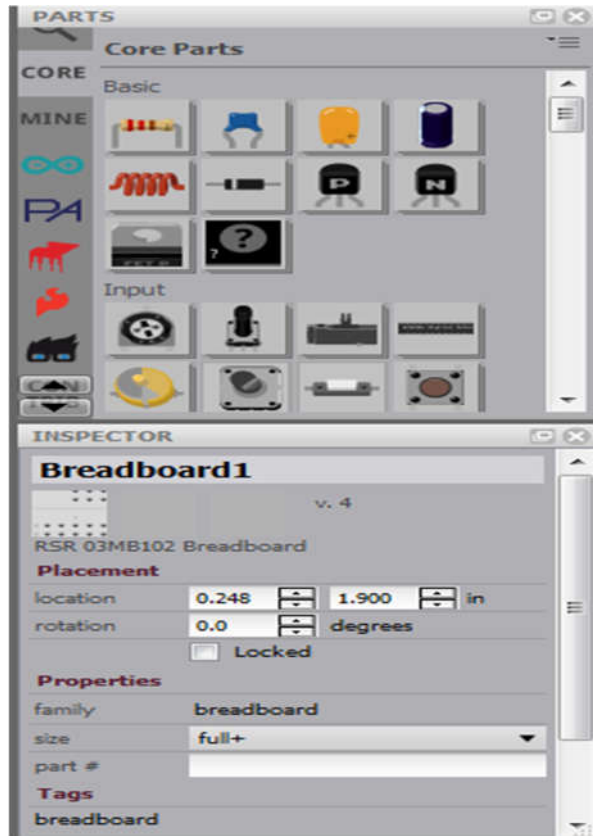 PARTS
Core Parts
CORE
Basic
MINE
PA
P N
?
?
Input
INSPECTOR
Breadboard1
v. 4
RSR 03MB102 Breadboard
Placement
location 0.248 1.900 in
rotation 0.0 degrees
Locked
Properties
family breadboard
size full+
part #
Tags
breadboard